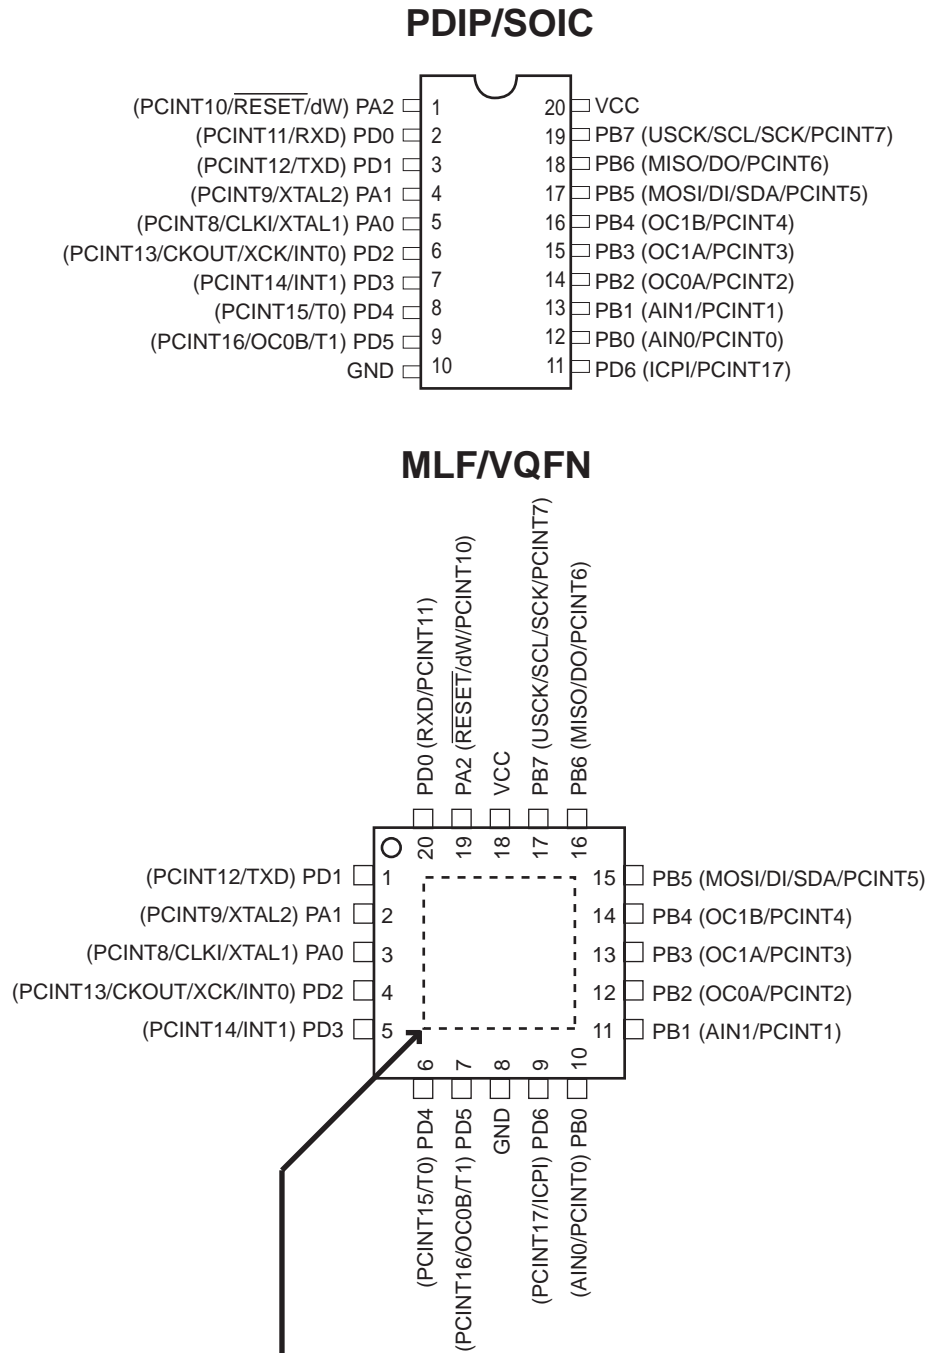 PDIP/SOIC
(PCINT10/RESET/dW) PA2 1 20 VCC
(PCINT11/RXD) PD0 2 19 PB7 (USCK/SCL/SCK/PCINT7)
(PCINT12/TXD) PD1 3 18 PB6 (MISO/DO/PCINT6)
(PCINT9/XTAL2) PA1 4 17 PB5 (MOSI/DI/SDA/PCINT5)
(PCINT8/CLKI/XTAL1) PA0 5 16 PB4 (OC1B/PCINT4)
(PCINT13/CKOUT/XCK/INT0) PD2 6 15 PB3 (OC1A/PCINT3)
(PCINT14/INT1) PD3 7 14 PB2 (OC0A/PCINT2)
(PCINT15/T0) PD4 8 13 PB1 (AIN1/PCINT1)
(PCINT16/OC0B/T1) PD5 9 12 PB0 (AIN0/PCINT0)
GND 10 11 PD6 (ICPI/PCINT17)
MLF/VQFN
PD0 (RXD/PCINT11)
PA2 (RESET/dW/PCINT10)
VCC
PB7 (USCK/SCL/SCK/PCINT7)
PB6 (MISO/DO/PCINT6)
20 19 18 17 16
(PCINT12/TXD) PD1 1 15 PB5 (MOSI/DI/SDA/PCINT5)
(PCINT9/XTAL2) PA1 2 14 PB4 (OC1B/PCINT4)
(PCINT8/CLKI/XTAL1) PA0 3 13 PB3 (OC1A/PCINT3)
(PCINT13/CKOUT/XCK/INT0) PD2 4 12 PB2 (OC0A/PCINT2)
(PCINT14/INT1) PD3 5 11 PB1 (AIN1/PCINT1)
6 7 8 9 10
(PCINT15/T0) PD4
(PCINT16/OC0B/T1) PD5
GND
(PCINT17/ICPI) PD6
(AIN0/PCINT0) PB0